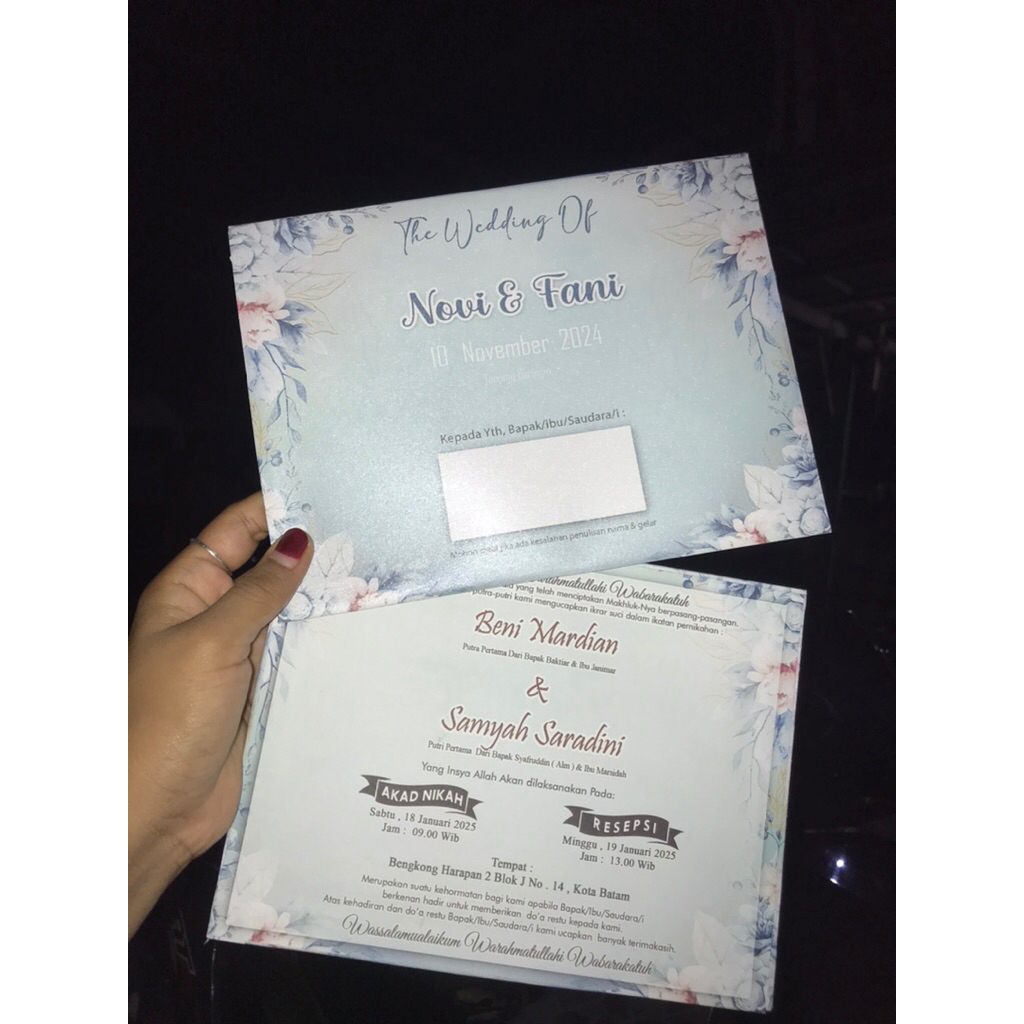 The Wedding Of
Novi & Fani
10 November 2024
Kepada Yth, Bapak/ibu/Saudara/i :
Mohon maaf jika ada kesalahan penulisan nama & gelar
Warahmatullahi Wabarakatuh
yang telah menciptakan Makhluk-Nya berpasang-pasangan.
putra-putri kami mengucapkan ikrar suci dalam ikatan pernikahan :
Beni Mardian
Putra Pertama Dari Bapak Baktiar & Ibu Janimar
&
Samyah Saradini
Putri Pertama Dari Bapak Syafruddin ( Alm ) & Ibu Marsidah
Yang Insya Allah Akan dilaksanakan Pada:
AKAD NIKAH
Sabtu , 18 Januari 2025
Jam : 09.00 Wib
RESEPSI
Minggu , 19 Januari 2025
Jam : 13.00 Wib
Tempat :
Bengkong Harapan 2 Blok J No . 14 , Kota Batam
Merupakan suatu kehormatan bagi kami apabila Bapak/Ibu/Saudara/i
berkenan hadir untuk memberikan do'a restu kepada kami.
Atas kehadiran dan do'a restu Bapak/Ibu/Saudara/i kami ucapkan banyak terimakasih.
Wassalamualaikum Warahmatullahi Wabarakatuh